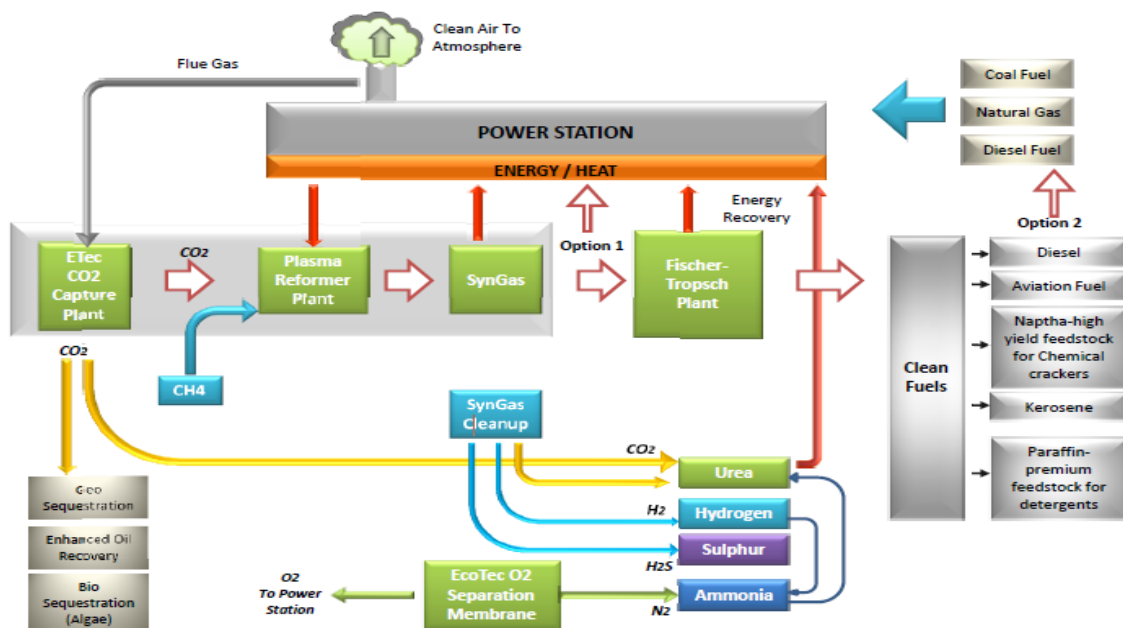 Clean Air To
Atmosphere
Flue Gas
Coal Fuel
Natural Gas
Diesel Fuel
POWER STATION
ENERGY / HEAT
Energy
Recovery
Option 2
ETec
CO2
Capture
Plant
CO2
Plasma
Reformer
Plant
SynGas
Option 1
Fischer-
Tropsch
Plant
Clean
Fuels
Diesel
Aviation Fuel
Naptha-high
yield feedstock
for Chemical
crackers
Kerosene
Paraffin-
premium
feedstock for
detergents
CO2
CH4
SynGas
Cleanup
CO2
Urea
H2
Hydrogen
Sulphur
H2S
Geo
Sequestration
Enhanced Oil
Recovery
Bio
Sequestration
(Algae)
O2
To Power
Station
EcoTec O2
Separation
Membrane
N2
Ammonia